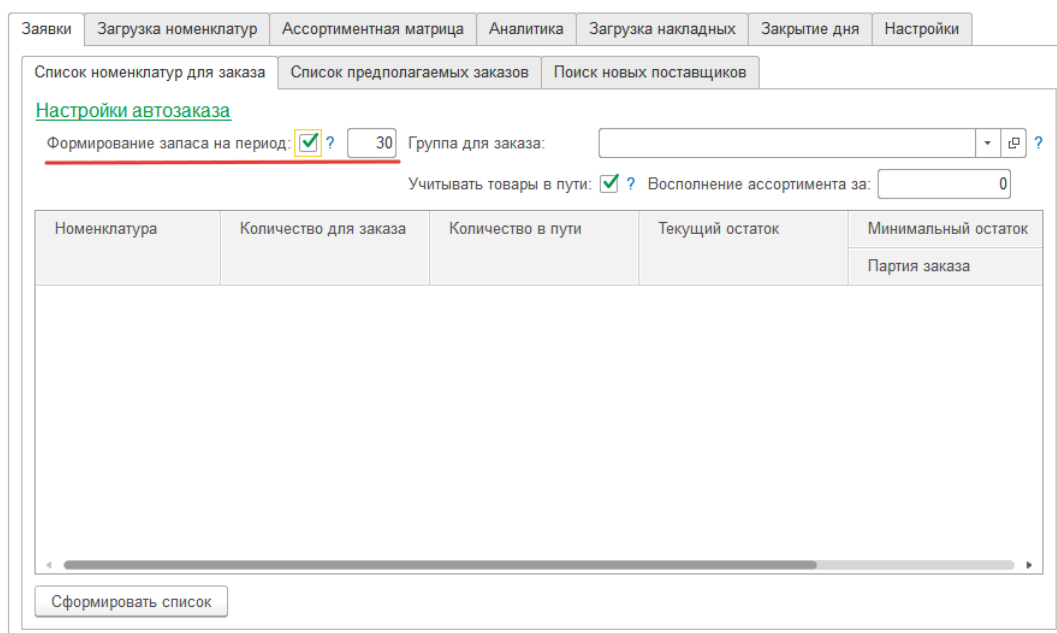 Заявки Загрузка номенклатур Ассортиментная матрица Аналитика Загрузка накладных Закрытие дня Настройки
Список номенклатур для заказа Список предполагаемых заказов Поиск новых поставщиков
Настройки автозаказа
Формирование запаса на период: ? 30 Группа для заказа: ?
Учитывать товары в пути: ? Восполнение ассортимента за: 0
Номенклатура Количество для заказа Количество в пути Текущий остаток Минимальный остаток
Партия заказа
Сформировать список